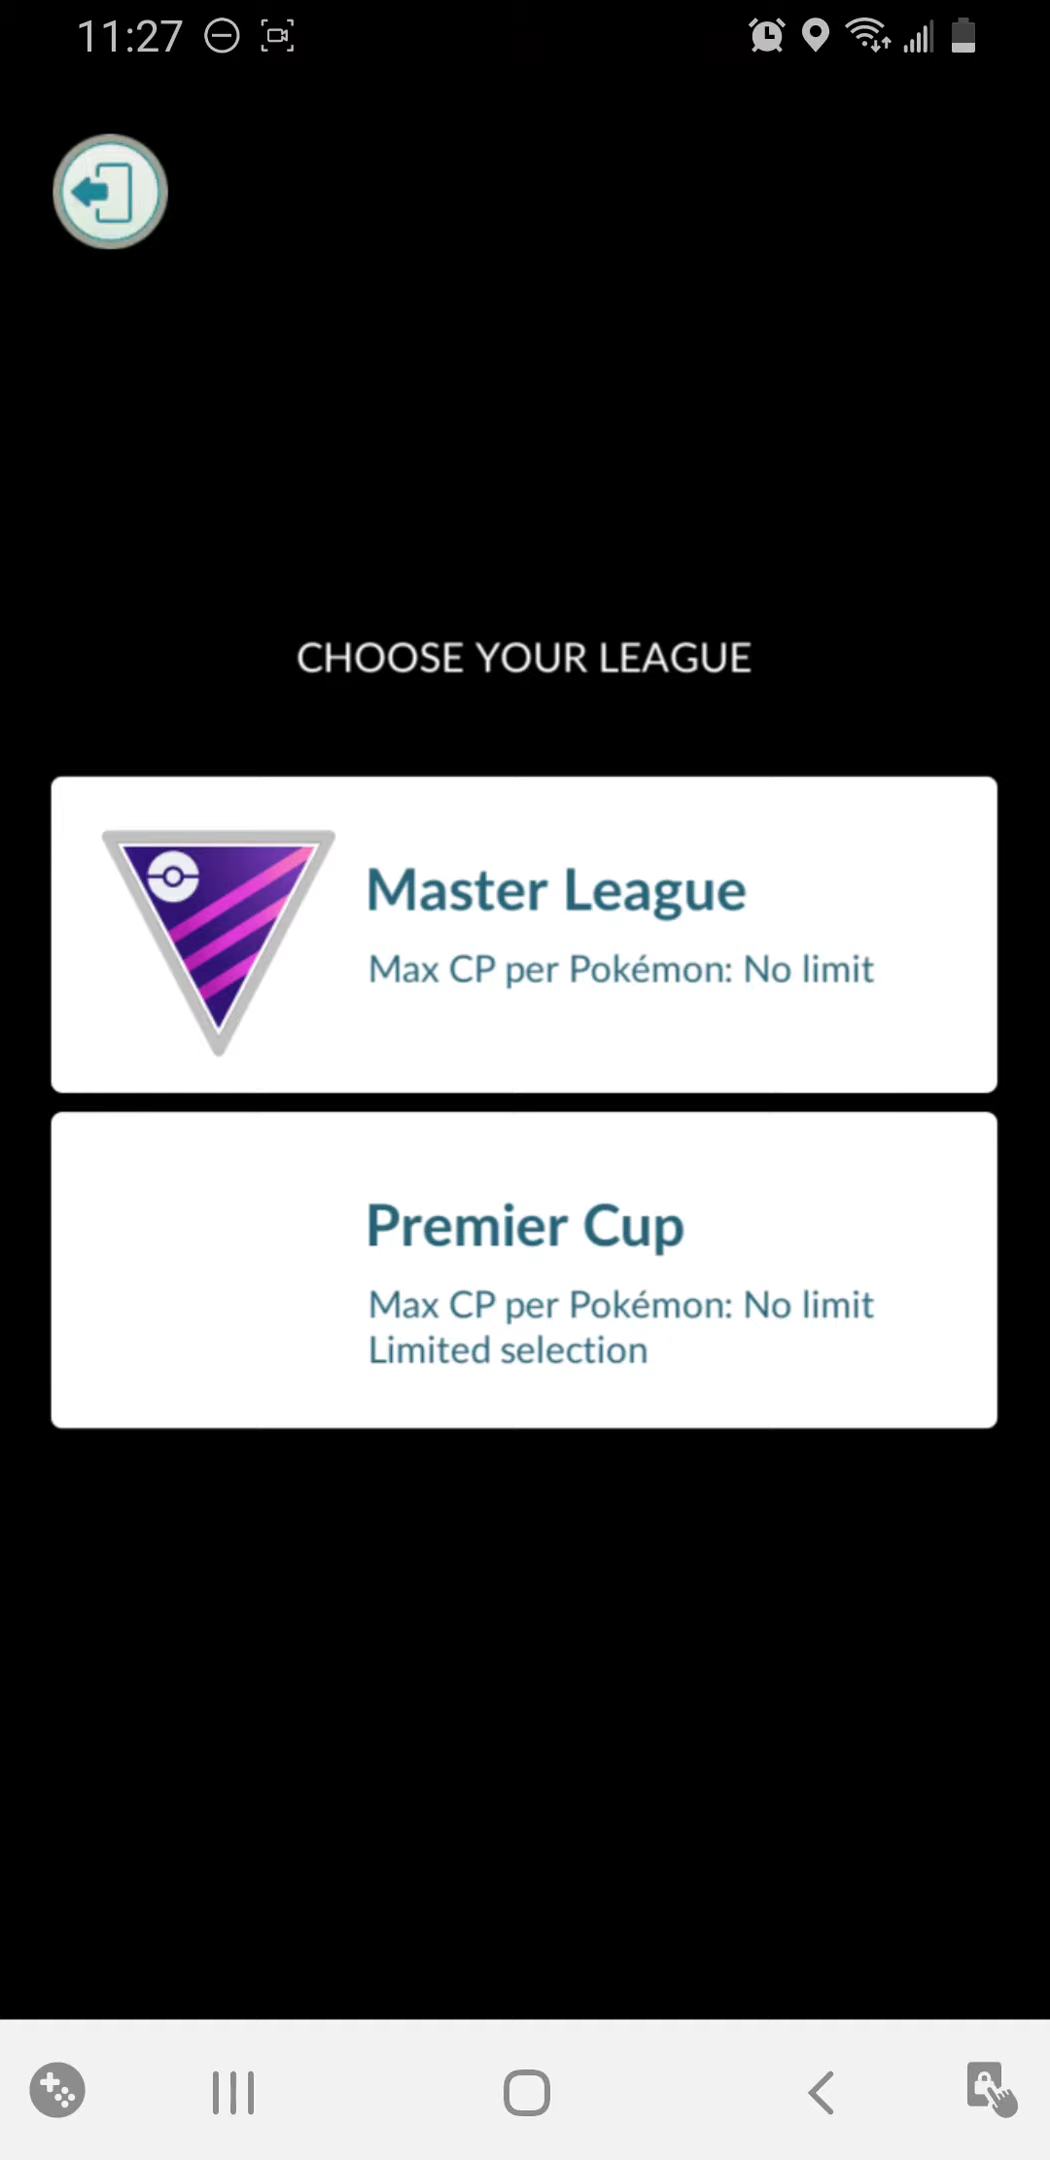 11:27
CHOOSE YOUR LEAGUE
Master League
Max CP per Pokémon: No limit
Premier Cup
Max CP per Pokémon: No limit
Limited selection